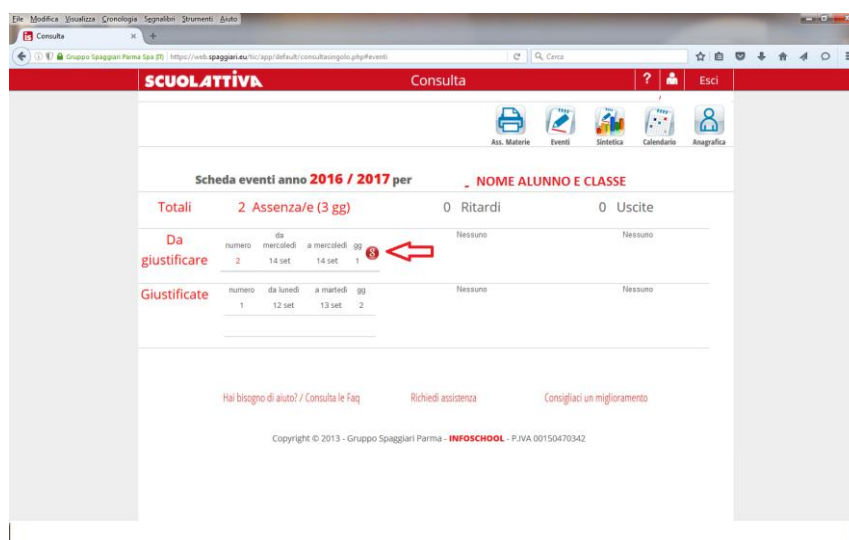 File Modifica Visualizza Cronologia Segnalibri Strumenti Aiuto
Consulta
Gruppo Spaggiari Parma Spa (IT) https://web.spaggiari.eu/tic/app/default/consultasingolo.php#eventi
Cerca
SCUOLATTIVA Consulta ? Esci
Ass. Materie Eventi Sintetica Calendario Anagrafica
Scheda eventi anno 2016 / 2017 per NOME ALUNNO E CLASSE
Totali 2 Assenza/e (3 gg) 0 Ritardi 0 Uscite
Da giustificare
numero da mercoledì a mercoledì gg Nessuno Nessuno
2 14 set 14 set 1
Giustificate numero da lunedì a martedì gg Nessuno Nessuno
1 12 set 13 set 2
Hai bisogno di aiuto? / Consulta le Faq Richiedi assistenza Consigliaci un miglioramento
Copyright © 2013 - Gruppo Spaggiari Parma - INFOSCHOOL - P.IVA 00150470342